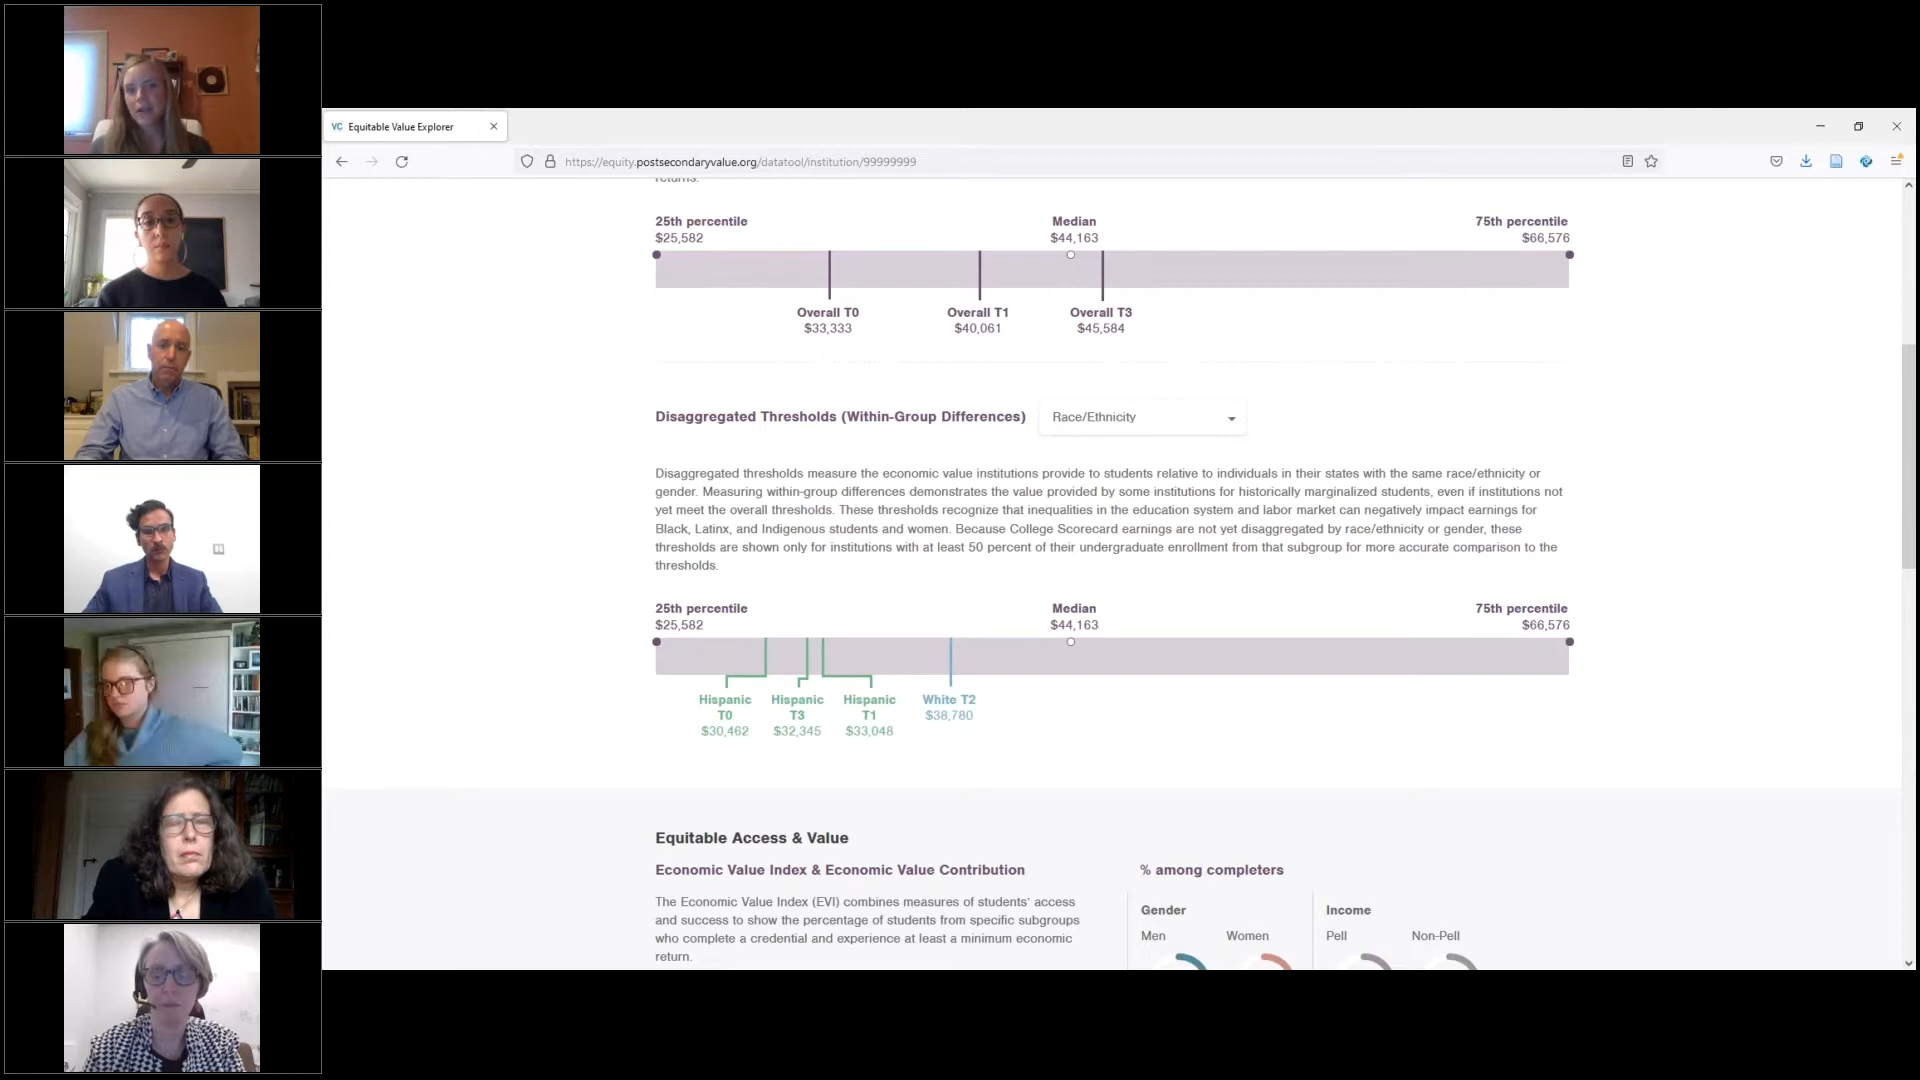 VC Equitable Value Explorer
https://equity.postsecondaryvalue.org/datatool/institution/99999999
returns.
25th percentile Median 75th percentile
$25,582 $44,163 $66,576
Overall T0 Overall T1 Overall T3
$33,333 $40,061 $45,584
Disaggregated Thresholds (Within-Group Differences) Race/Ethnicity
Disaggregated thresholds measure the economic value institutions provide to students relative to individuals in their states with the same race/ethnicity or
gender. Measuring within-group differences demonstrates the value provided by some institutions for historically marginalized students, even if institutions not
yet meet the overall thresholds. These thresholds recognize that inequalities in the education system and labor market can negatively impact earnings for
Black, Latinx, and Indigenous students and women. Because College Scorecard earnings are not yet disaggregated by race/ethnicity or gender, these
thresholds are shown only for institutions with at least 50 percent of their undergraduate enrollment from that subgroup for more accurate comparison to the
thresholds.
25th percentile Median 75th percentile
$25,582 $44,163 $66,576
Hispanic Hispanic Hispanic White T2
T0 T3 T1 $38,780
$30,462 $32,345 $33,048
Equitable Access & Value
Economic Value Index & Economic Value Contribution % among completers
The Economic Value Index (EVI) combines measures of students' access
and success to show the percentage of students from specific subgroups
who complete a credential and experience at least a minimum economic
return.
Gender Income
Men Women Pell Non-Pell